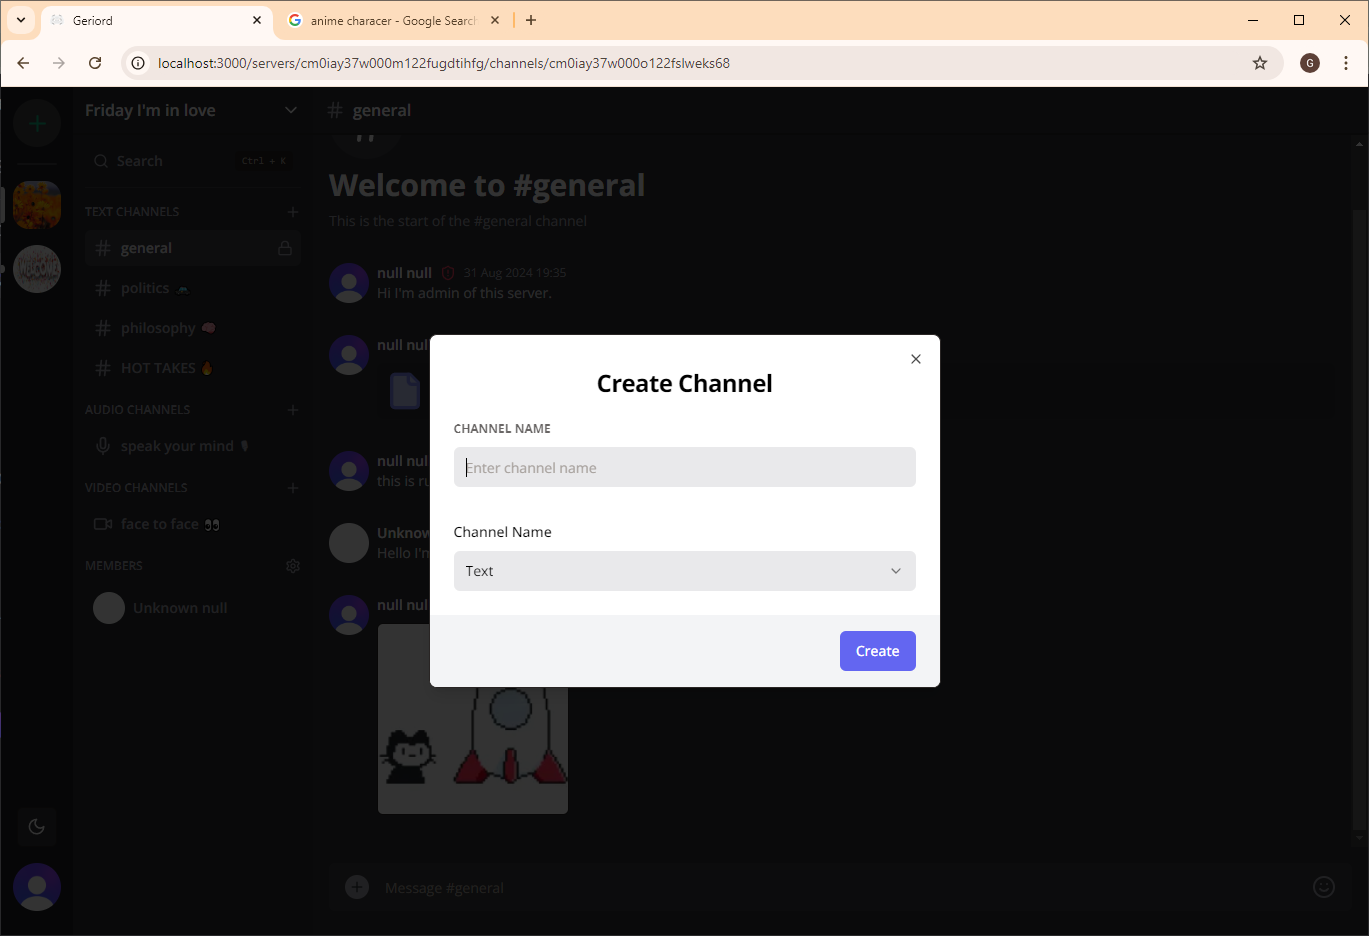 Geriord
anime characer - Google Search
localhost:3000/servers/cm0iay37w000m122fugdtihfg/channels/cm0iay37w000o122fslweks68
G
Friday I'm in love
# general
Search
Ctrl + K
Welcome to #general
This is the start of the #general channel
TEXT CHANNELS
# general
# politics
# philosophy
# HOT TAKES
AUDIO CHANNELS
speak your mind
VIDEO CHANNELS
face to face
MEMBERS
Unknown null
WELCOME
null null 31 Aug 2024 19:35
Hi I'm admin of this server.
null nul
null nul
this is ru
Unknow
Hello I'm
null nul
Create Channel
CHANNEL NAME
Enter channel name
Channel Name
Text
Create
Message #general